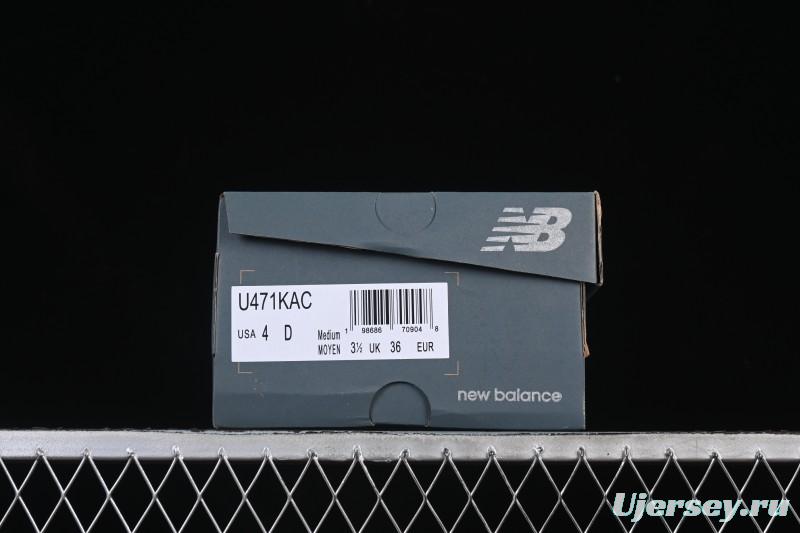 NB
U471KAC
USA 4 D Medium
MOYEN 3½ UK 36 EUR
1 98686 70904 8
new balance
Ujersey.ru